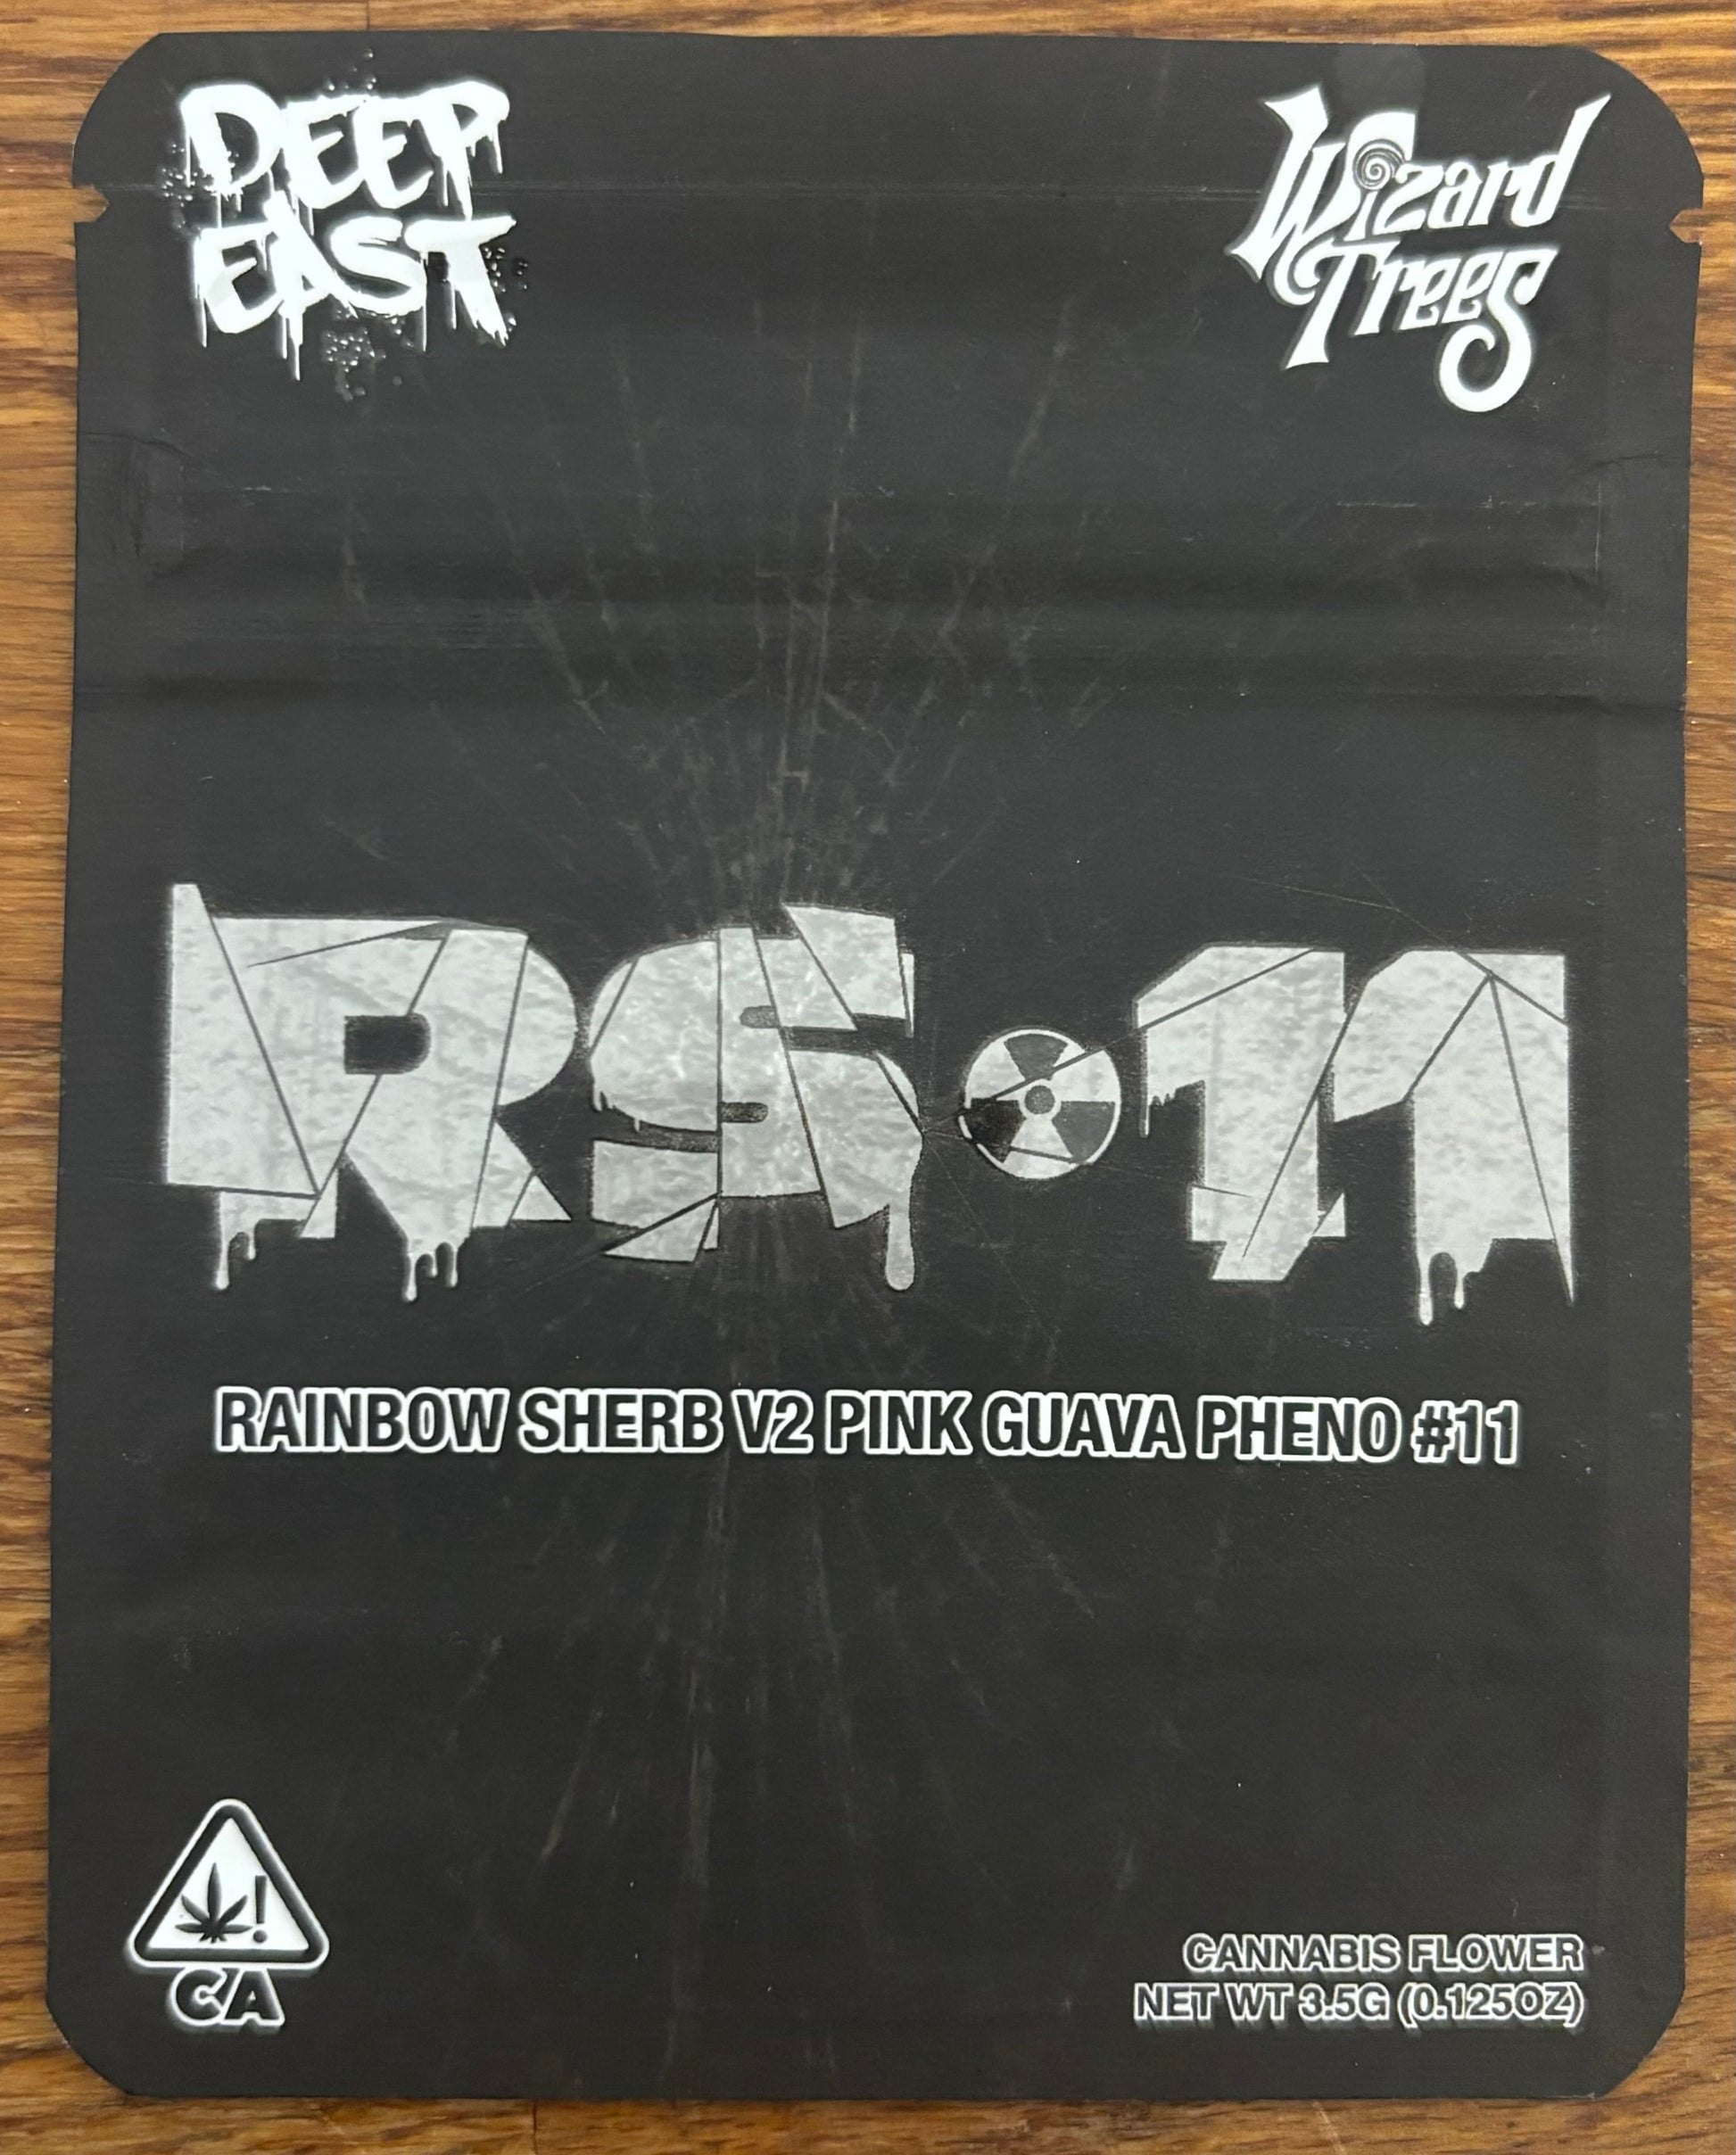 DEEP
EAST
Wizard
Trees
RS•11
RAINBOW SHERB V2 PINK GUAVA PHENO #11
!
CA
CANNABIS FLOWER
NET WT 3.5G (0.125OZ)